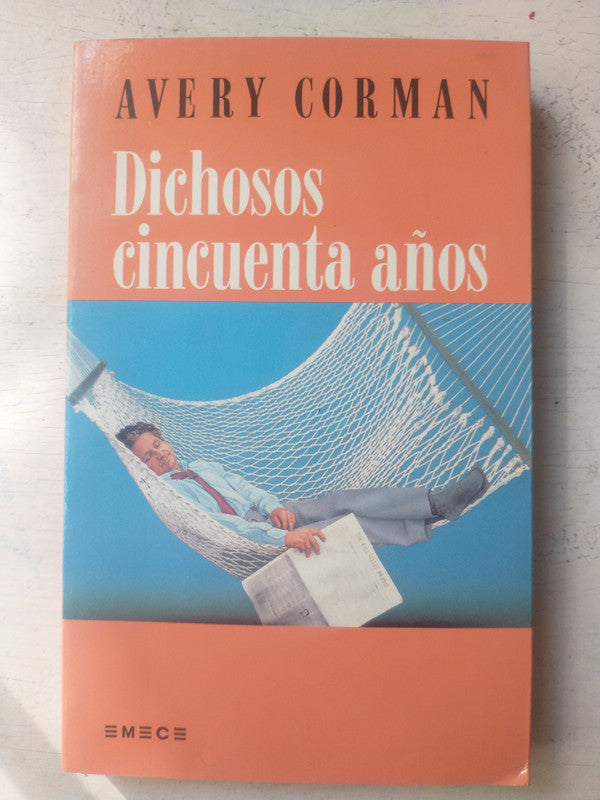 AVERY CORMAN
Dichosos
cincuenta años
EMECE